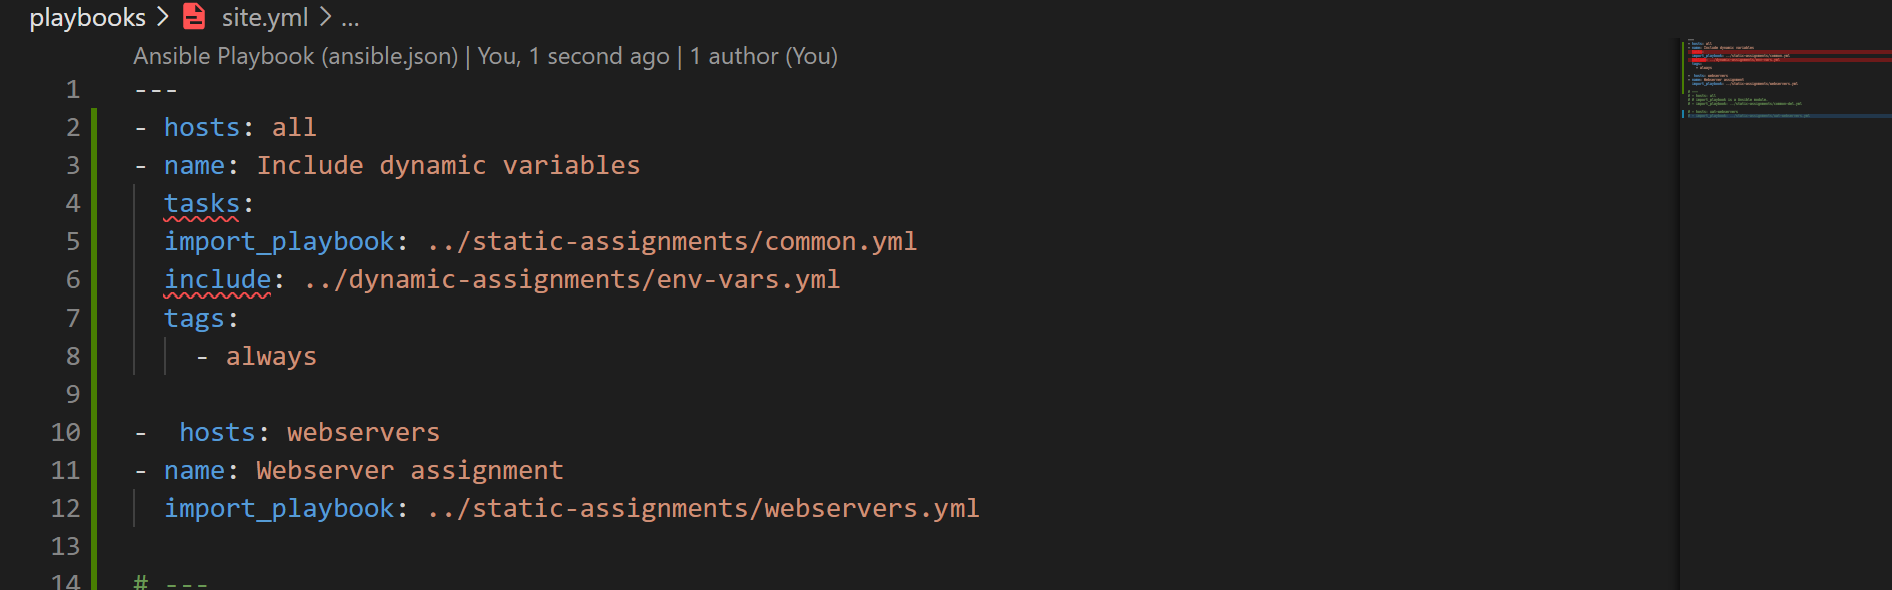 playbooks > site.yml > ...
Ansible Playbook (ansible.json) | You, 1 second ago | 1 author (You)
1 ---
2 - hosts: all
3 - name: Include dynamic variables
4 tasks:
5 import_playbook: ../static-assignments/common.yml
6 include: ../dynamic-assignments/env-vars.yml
7 tags:
8 - always
9
10 - hosts: webservers
11 - name: Webserver assignment
12 import_playbook: ../static-assignments/webservers.yml
13
14 # ---